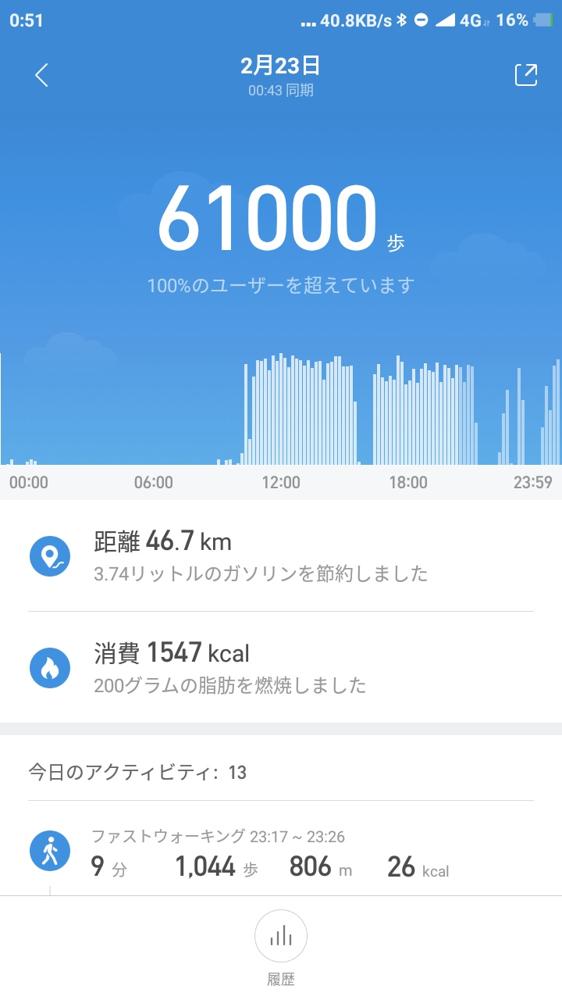 0:51 ... 40.8KB/s 4G 16%
2月23日
00:43 同期
61000 歩
100%のユーザーを超えています
00:00 06:00 12:00 18:00 23:59
距離 46.7 km
3.74リットルのガソリンを節約しました
消費 1547 kcal
200グラムの脂肪を燃焼しました
今日のアクティビティ: 13
ファストウォーキング 23:17 ~ 23:26
9 分 1,044 歩 806 m 26 kcal
履歴